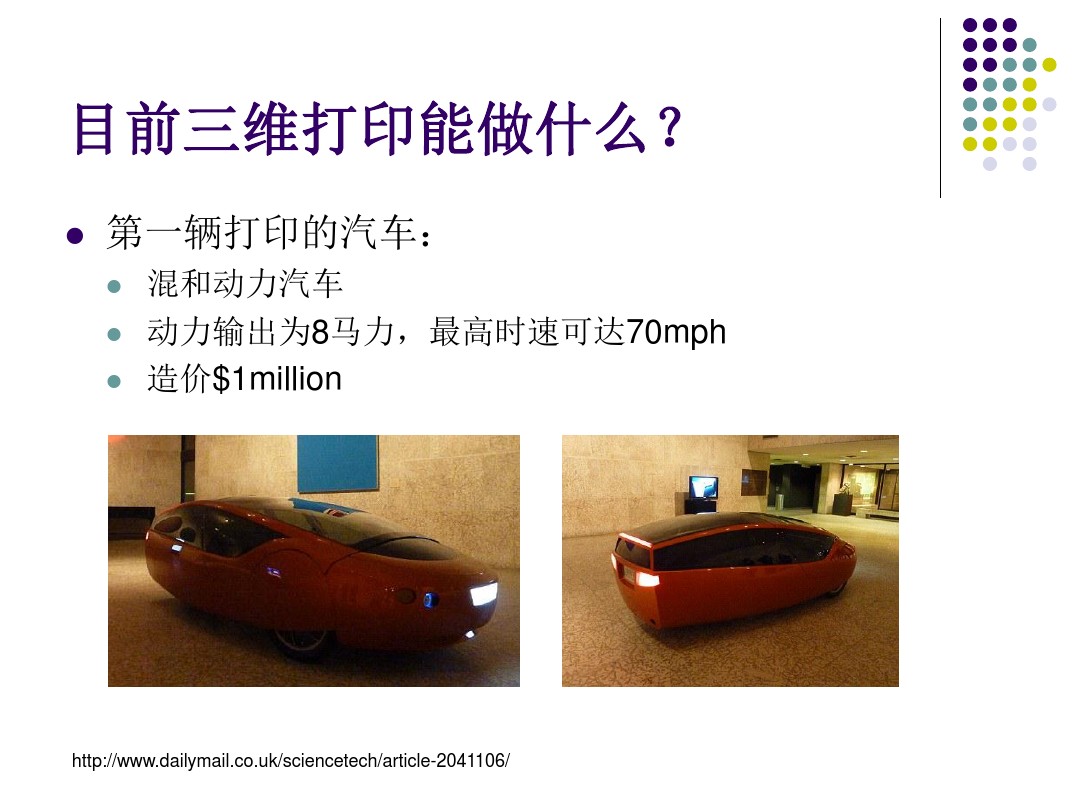 目前三维打印能做什么？
第一辆打印的汽车：
混和动力汽车
动力输出为8马力，最高时速可达70mph
造价$1million
http://www.dailymail.co.uk/sciencetech/article-2041106/